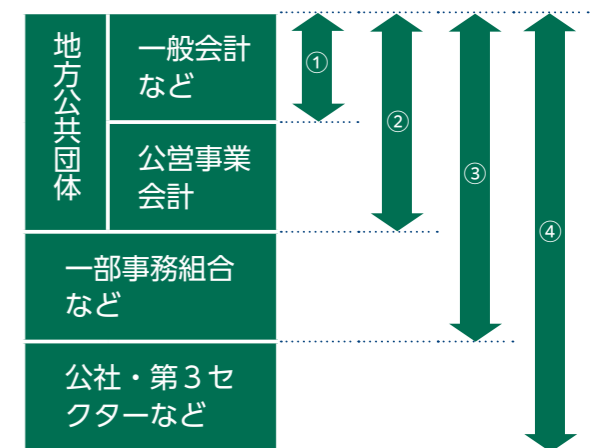 地方公共団体
一般会計
など
公営事業
会計
一部事務組合
など
公社・第３セ
クターなど
①
②
③
④